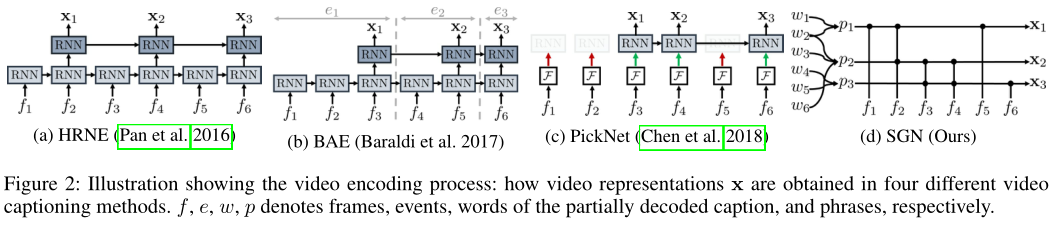 x1 x2 x3
RNN RNN RNN
RNN RNN RNN RNN RNN RNN
f1 f2 f3 f4 f5 f6
(a) HRNE (Pan et al. 2016)
e1 e2 e3
x1 x2 x3
RNN RNN RNN
RNN RNN RNN RNN RNN RNN
f1 f2 f3 f4 f5 f6
(b) BAE (Baraldi et al. 2017)
x1 x2 x3
RNN RNN RNN RNN RNN RNN
F F F F F F
f1 f2 f3 f4 f5 f6
(c) PickNet (Chen et al. 2018)
w1 p1 x1
w2
w3 p2 x2
w4 p3 x3
w5
w6 f1 f2 f3 f4 f5 f6
(d) SGN (Ours)
Figure 2: Illustration showing the video encoding process: how video representations x are obtained in four different video
captioning methods. f, e, w, p denotes frames, events, words of the partially decoded caption, and phrases, respectively.